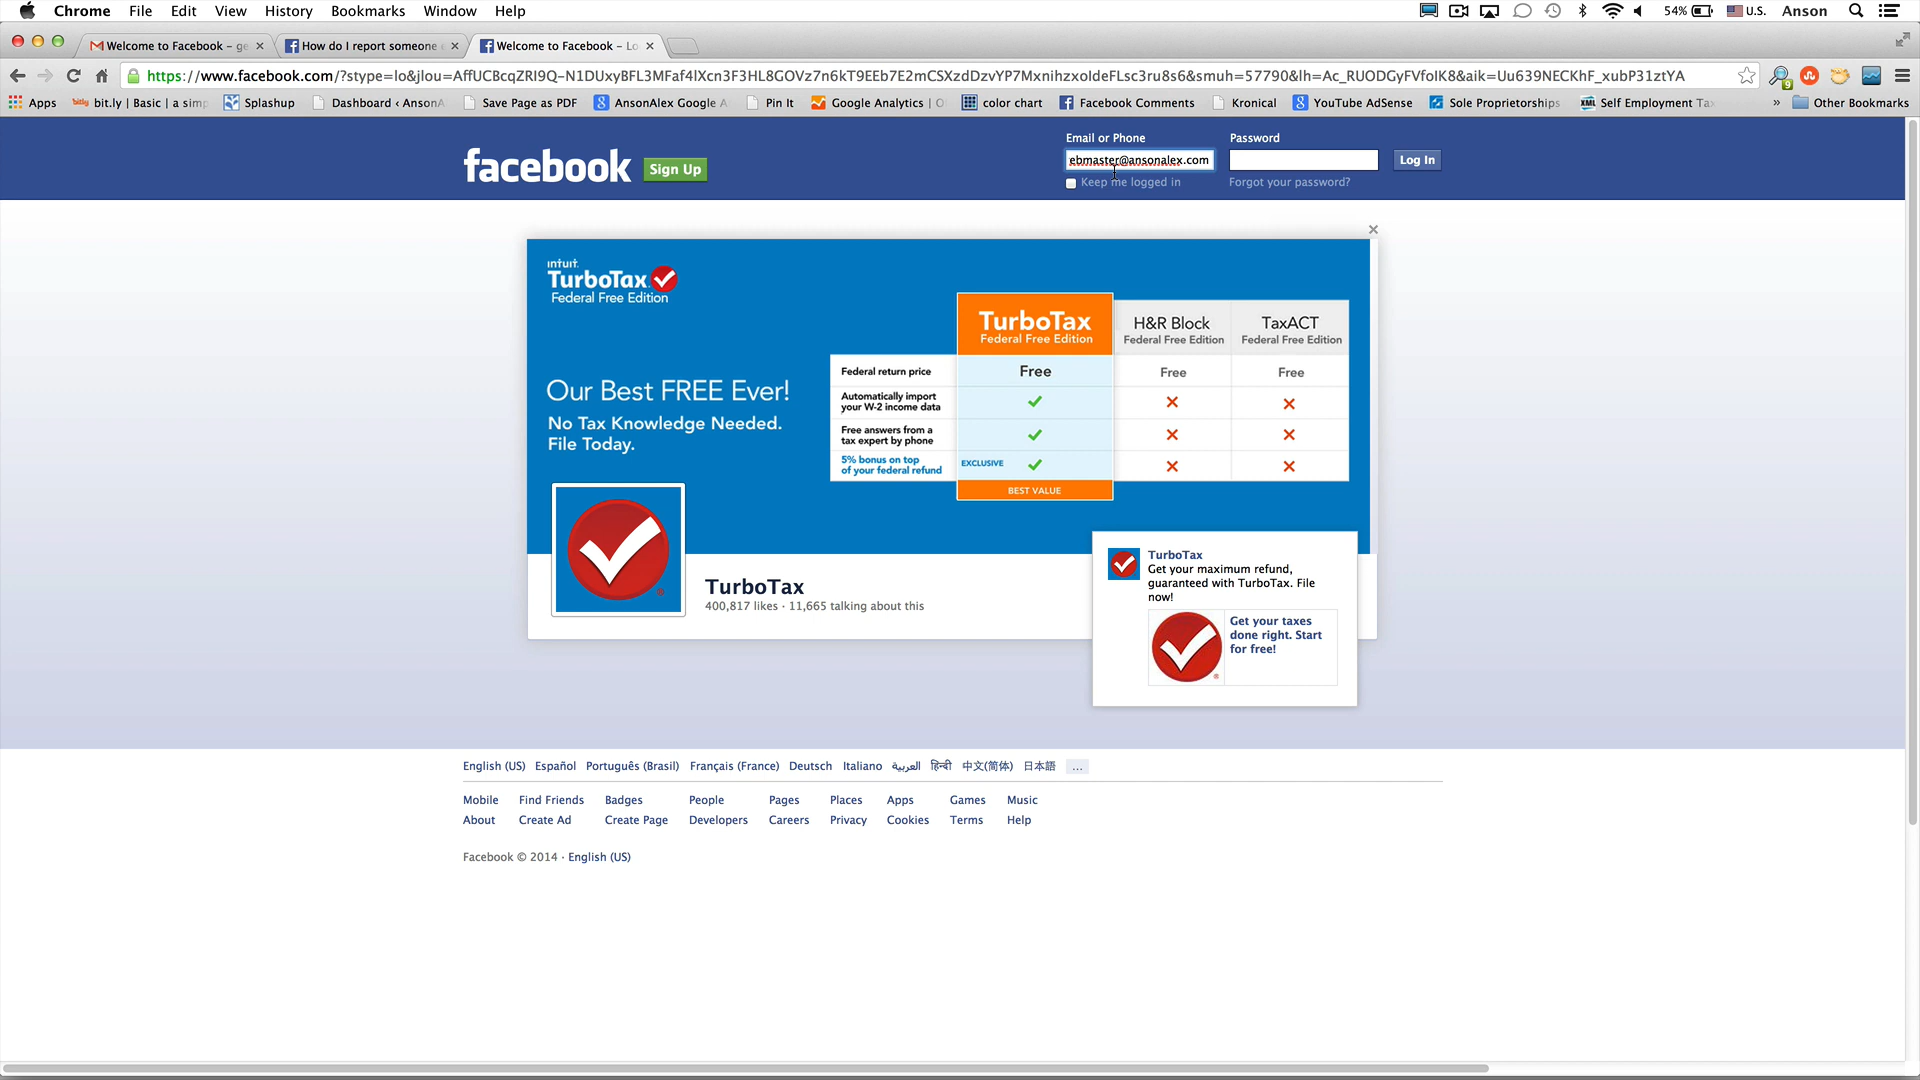 Chrome File Edit View History Bookmarks Window Help 54% U.S. Anson
Welcome to Facebook – ge How do I report someone Welcome to Facebook – Lo
https://www.facebook.com/?stype=lo&jlou=AffUCBcqZRI9Q-N1DUxyBFL3MFaf4lXcn3F3HL8GOVz7n6kT9EEb7E2mCSXzdDzvYP7MxnihzxoIdeFLsc3ru8s6&smuh=57790&lh=Ac_RUODGyFVfoIK8&aik=Uu639NECKhF_xubP31ztYA 9
Apps bitly bit.ly | Basic | a simp Splashup Dashboard ‹ AnsonA Save Page as PDF AnsonAlex Google A Pin It Google Analytics | O color chart Facebook Comments Kronical YouTube AdSense Sole Proprietorships XML Self Employment Tax » Other Bookmarks
Email or Phone Password
facebook Sign Up ebmaster@ansonalex.com Log In
Keep me logged in Forgot your password?
intuit.
TurboTax
Federal Free Edition
Our Best FREE Ever!
No Tax Knowledge Needed.
File Today.
TurboTax H&R Block TaxACT
Federal Free Edition Federal Free Edition Federal Free Edition
Federal return price Free Free Free
Automatically import
your W-2 income data
Free answers from a
tax expert by phone
5% bonus on top
of your federal refund EXCLUSIVE
BEST VALUE
TurboTax
400,817 likes · 11,665 talking about this
TurboTax
Get your maximum refund,
guaranteed with TurboTax. File
now!
Get your taxes
done right. Start
for free!
English (US) Español Português (Brasil) Français (France) Deutsch Italiano العربية हिन्दी 中文(简体) 日本語 ...
Mobile Find Friends Badges People Pages Places Apps Games Music
About Create Ad Create Page Developers Careers Privacy Cookies Terms Help
Facebook © 2014 · English (US)